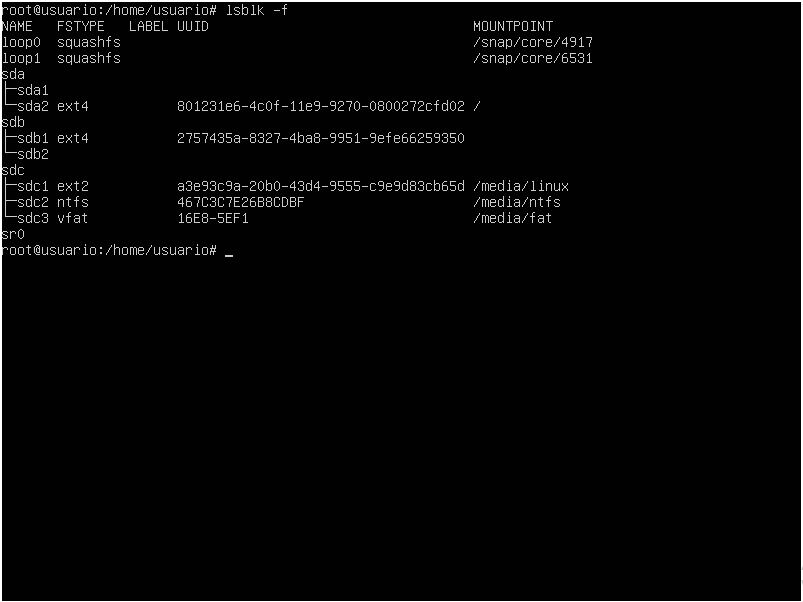 root@usuario:/home/usuario# lsblk -f
NAME   FSTYPE   LABEL UUID                                 MOUNTPOINT
loop0  squashfs                                            /snap/core/4917
loop1  squashfs                                            /snap/core/6531
sda
├─sda1
└─sda2 ext4           801231e6-4c0f-11e9-9270-0800272cfd02 /
sdb
├─sdb1 ext4           2757435a-8327-4ba8-9951-9efe66259350
└─sdb2
sdc
├─sdc1 ext2           a3e93c9a-20b0-43d4-9555-c9e9d83cb65d /media/linux
├─sdc2 ntfs           467C3C7E26B8CDBF                     /media/ntfs
└─sdc3 vfat           16E8-5EF1                            /media/fat
sr0
root@usuario:/home/usuario# _